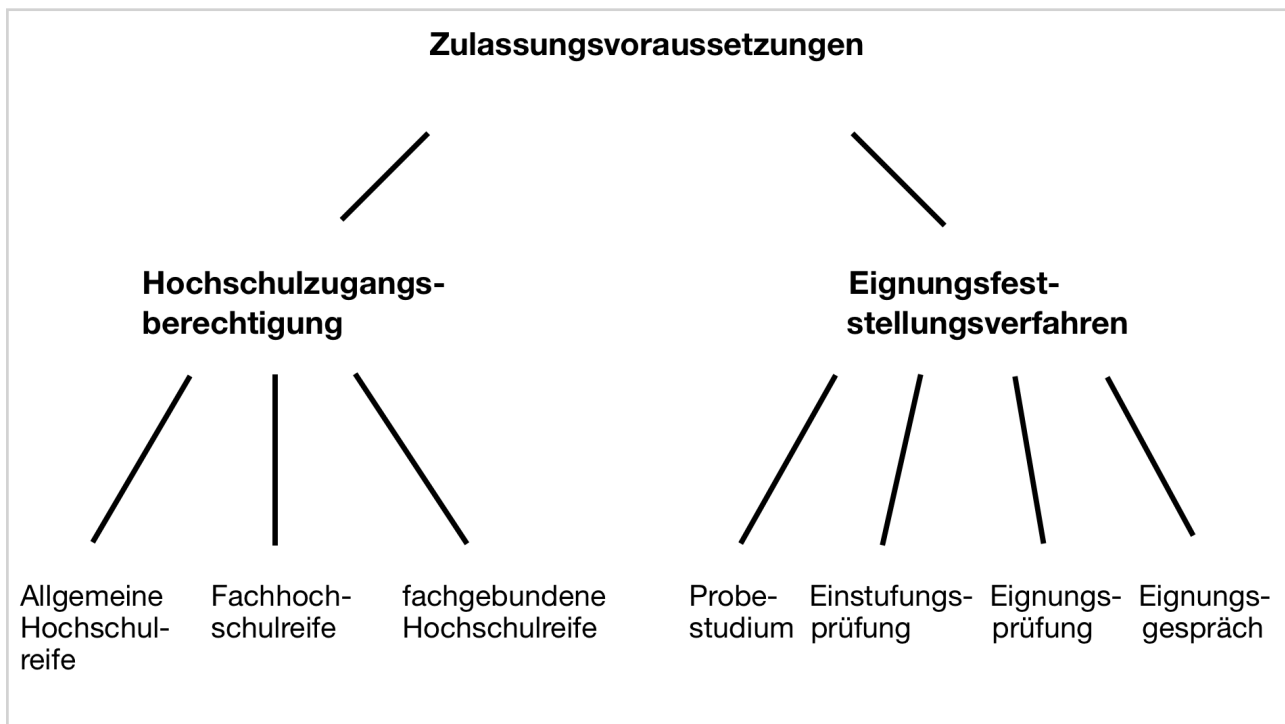 Zulassungsvoraussetzungen
Hochschulzugangs-
berechtigung
Eignungsfest-
stellungsverfahren
Allgemeine
Hochschul-
reife
Fachhoch-
schulreife
fachgebundene
Hochschulreife
Probe-
studium
Einstufungs-
prüfung
Eignungs-
prüfung
Eignungs-
gespräch